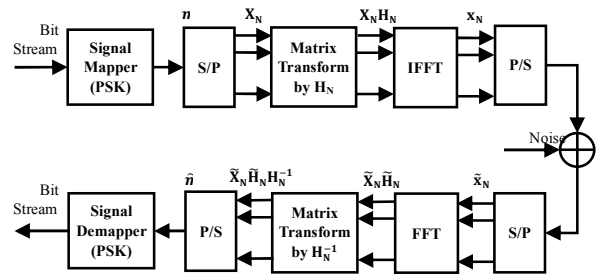 n X_N X_N H_N x_N
Bit
Stream
Signal
Mapper
(PSK)
S/P
Matrix
Transform
by H_N
IFFT
P/S
Noise
n̂ X̃_N H̃_N H_N^{-1} X̃_N H̃_N x̃_N
Bit
Stream
Signal
Demapper
(PSK)
P/S
Matrix
Transform
by H_N^{-1}
FFT
S/P